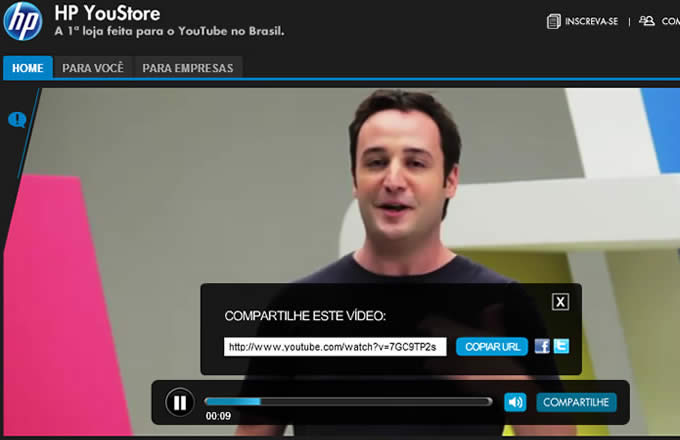 hp
HP YouStore
A 1ª loja feita para o YouTube no Brasil.
INSCREVA-SE | COM
HOME PARA VOCÊ PARA EMPRESAS
COMPARTILHE ESTE VÍDEO:
X
http://www.youtube.com/watch?v=7GC9TP2s
COPIAR URL
f t
00:09
COMPARTILHE